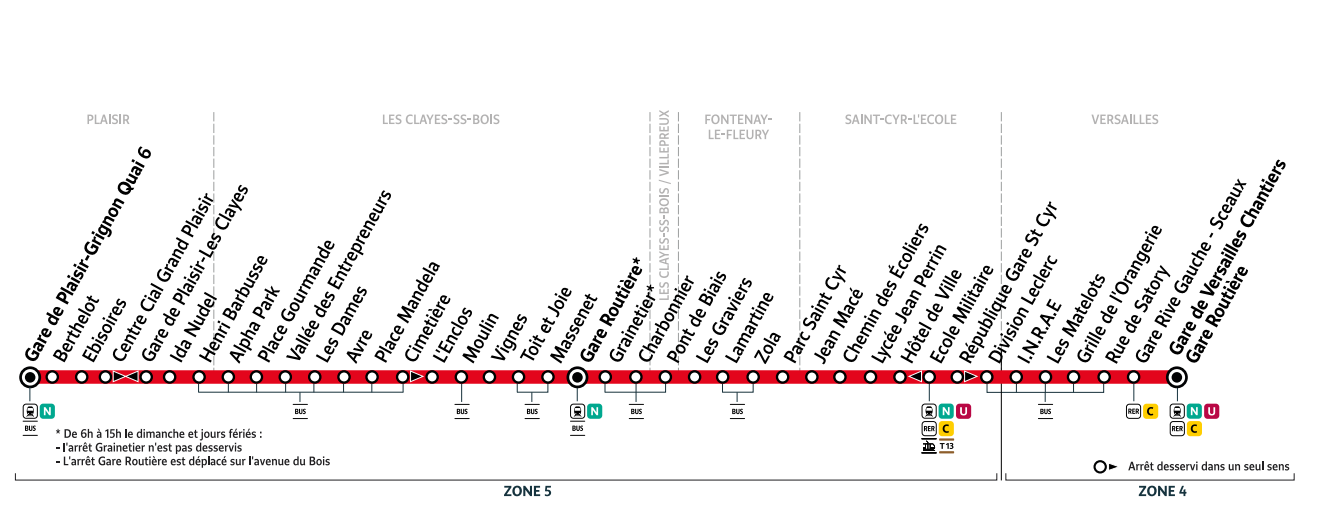 PLAISIR
LES CLAYES-SS-BOIS
LES CLAYES-SS-BOIS / VILLEPREUX
FONTENAY-
LE-FLEURY
SAINT-CYR-L'ECOLE
VERSAILLES
Gare de Plaisir-Grignon Quai 6
Berthelot
Ebisoires
Centre Cial Grand Plaisir
Gare de Plaisir-Les Clayes
Ida Nudel
Henri Barbusse
Alpha Park
Place Gourmande
Vallée des Entrepreneurs
Les Dames
Avre
Place Mandela
Cimetière
L'Enclos
Moulin
Vignes
Toit et Joie
Massenet
Gare Routière*
Grainetier*
Charbonnier
Pont de Biais
Les Graviers
Lamartine
Zola
Parc Saint Cyr
Jean Macé
Chemin des Écoliers
Lycée Jean Perrin
Hôtel de Ville
Ecole Militaire
République Gare St Cyr
Division Leclerc
I.N.R.A.E
Les Matelots
Grille de l'Orangerie
Rue de Satory
Gare Rive Gauche - Sceaux
Gare de Versailles Chantiers
Gare Routière
N
BUS
BUS
BUS
BUS
N
BUS
BUS
BUS
N U
RER C
T13
BUS
RER C
N U
RER C
* De 6h à 15h le dimanche et jours fériés :
- l'arrêt Grainetier n'est pas desservis
- L'arrêt Gare Routière est déplacé sur l'avenue du Bois
Arrêt desservi dans un seul sens
ZONE 5
ZONE 4